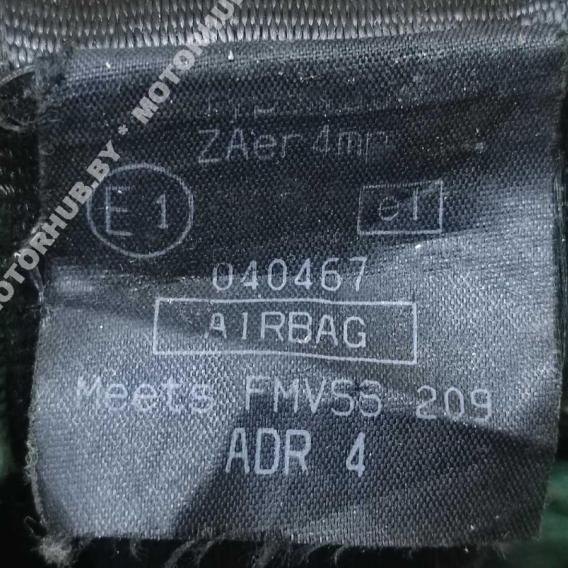 ZAer4mp
E1 e1
040467
AIRBAG
Meets FMVSS 209
ADR 4
MOTORHUB.BY * MOTORHUB